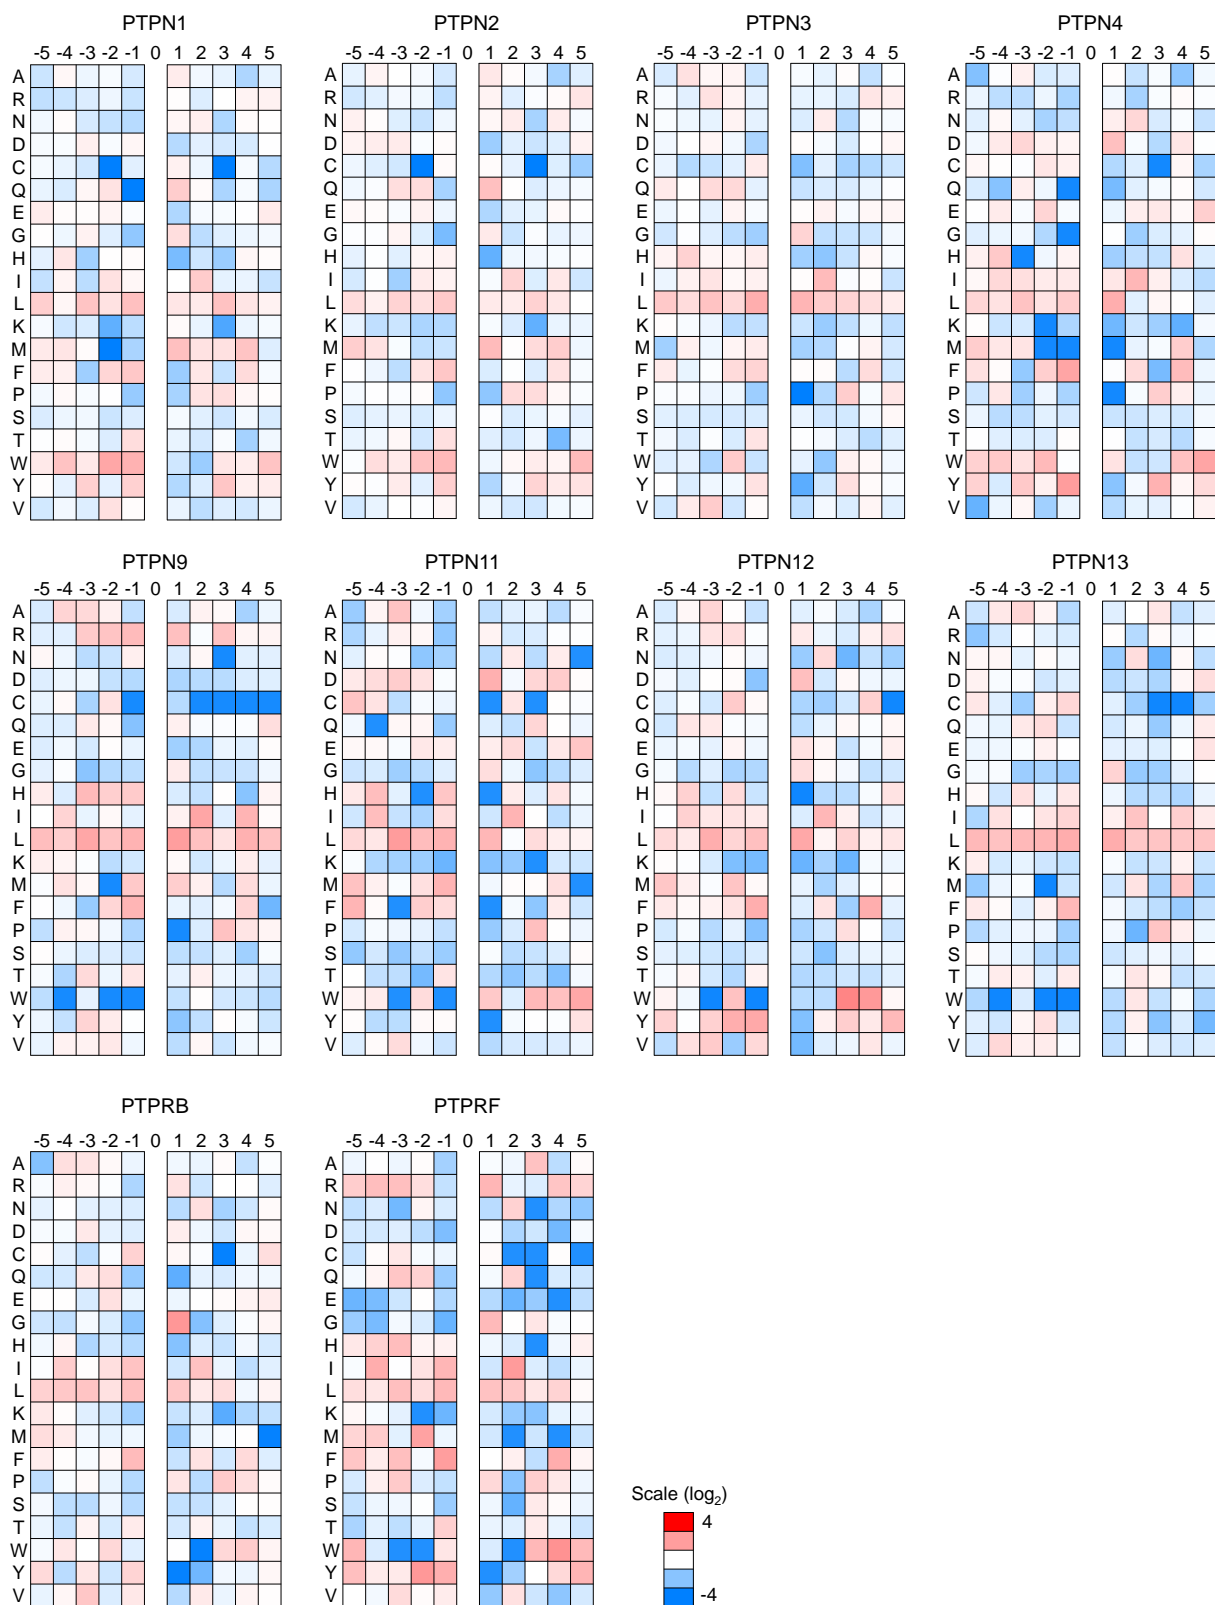 PTPN1 PTPN2 PTPN3 PTPN4
-5 -4 -3 -2 -1 0 1 2 3 4 5 -5 -4 -3 -2 -1 0 1 2 3 4 5 -5 -4 -3 -2 -1 0 1 2 3 4 5 -5 -4 -3 -2 -1 0 1 2 3 4 5
A A A A
R R R R
N N N N
D D D D
C C C C
Q Q Q Q
E E E E
G G G G
H H H H
I I I I
L L L L
K K K K
M M M M
F F F F
P P P P
S S S S
T T T T
W W W W
Y Y Y Y
V V V V
PTPN9 PTPN11 PTPN12 PTPN13
-5 -4 -3 -2 -1 0 1 2 3 4 5 -5 -4 -3 -2 -1 0 1 2 3 4 5 -5 -4 -3 -2 -1 0 1 2 3 4 5 -5 -4 -3 -2 -1 0 1 2 3 4 5
A A A A
R R R R
N N N N
D D D D
C C C C
Q Q Q Q
E E E E
G G G G
H H H H
I I I I
L L L L
K K K K
M M M M
F F F F
P P P P
S S S S
T T T T
W W W W
Y Y Y Y
V V V V
PTPRB PTPRF
-5 -4 -3 -2 -1 0 1 2 3 4 5 -5 -4 -3 -2 -1 0 1 2 3 4 5
A A
R R
N N
D D
C C
Q Q
E E
G G
H H
I I
L L
K K
M M
F F
P P
S S
T T
W W
Y Y
V V
Scale (log₂)
4
-4